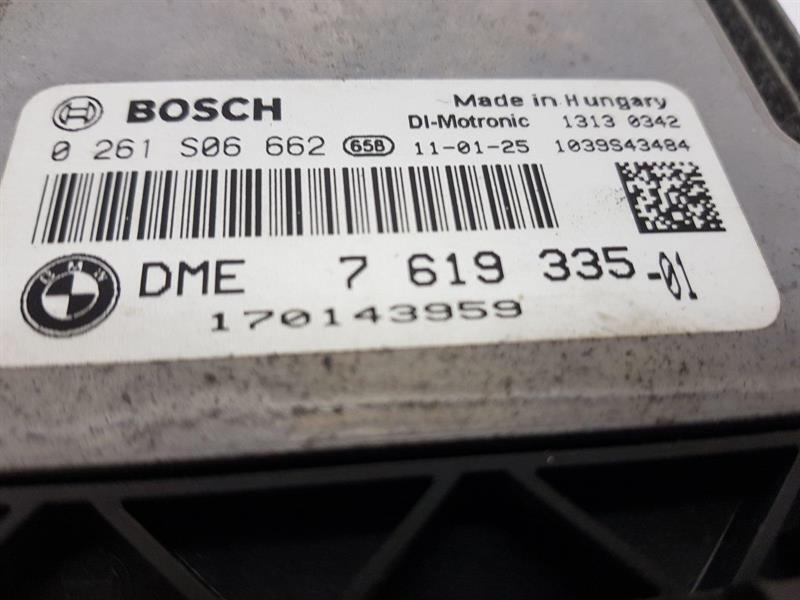 BOSCH
Made in Hungary
DI-Motronic 1313 0342
0 261 S06 662 658 11-01-25 1039S43484
BMW
DME 7 619 335-01
170143959